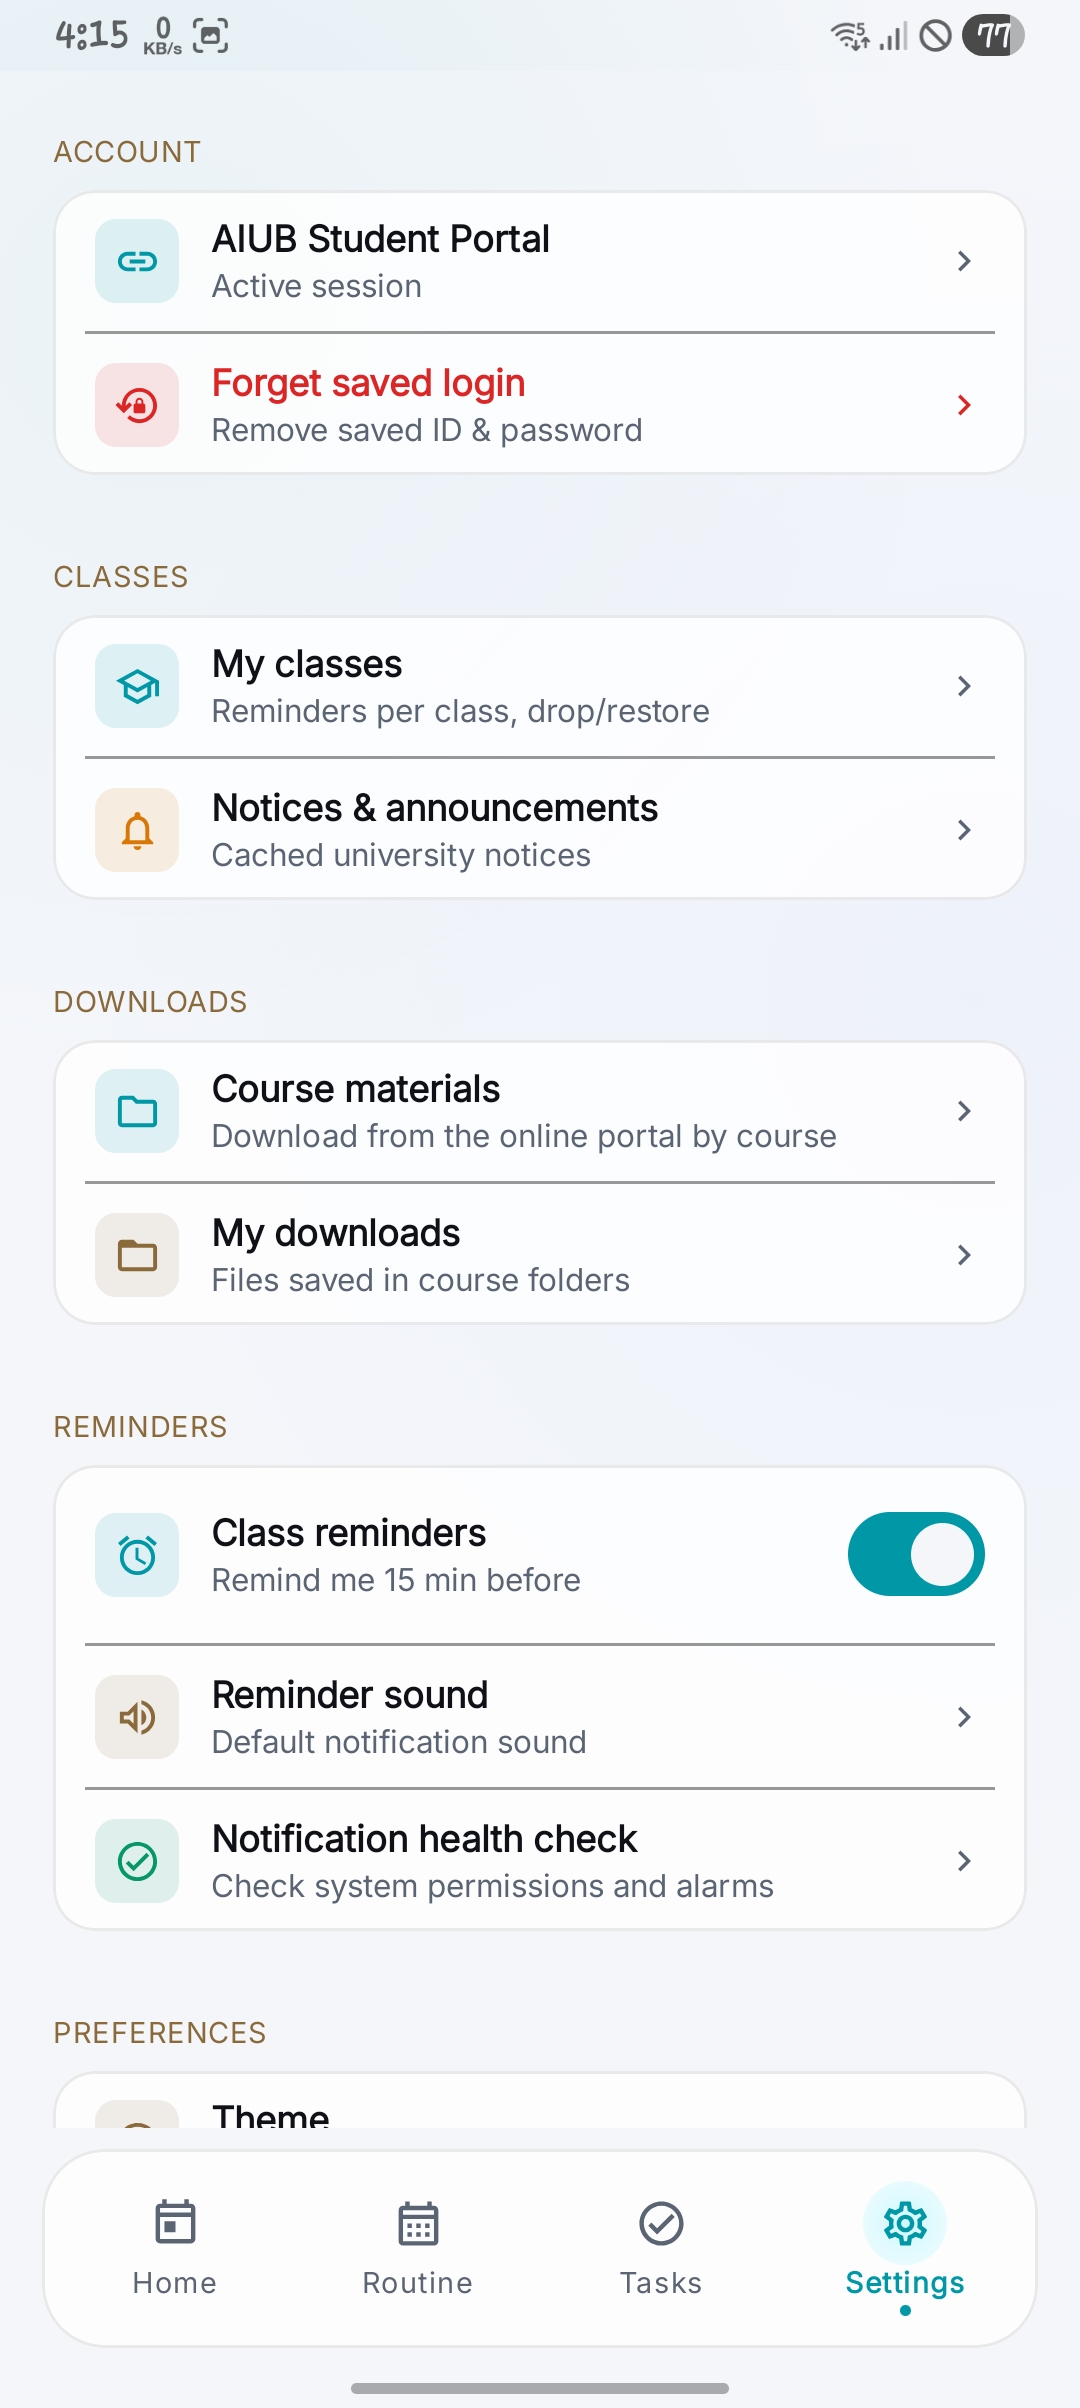 4:15 0 KB/s 5 77
ACCOUNT
AIUB Student Portal
Active session
Forget saved login
Remove saved ID & password
CLASSES
My classes
Reminders per class, drop/restore
Notices & announcements
Cached university notices
DOWNLOADS
Course materials
Download from the online portal by course
My downloads
Files saved in course folders
REMINDERS
Class reminders
Remind me 15 min before
Reminder sound
Default notification sound
Notification health check
Check system permissions and alarms
PREFERENCES
Theme
Home Routine Tasks Settings